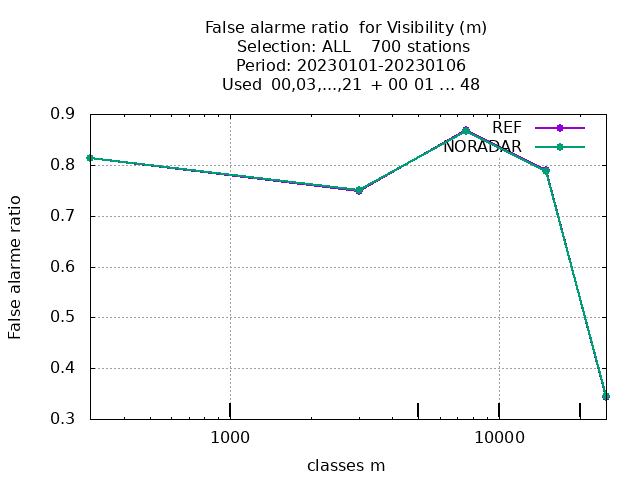 False alarme ratio  for Visibility (m)
Selection: ALL    700 stations
Period: 20230101-20230106
Used  00,03,...,21  + 00 01 ... 48
REF
NORADAR
0.9
0.8
0.7
0.6
0.5
0.4
0.3
False alarme ratio
1000
10000
classes m